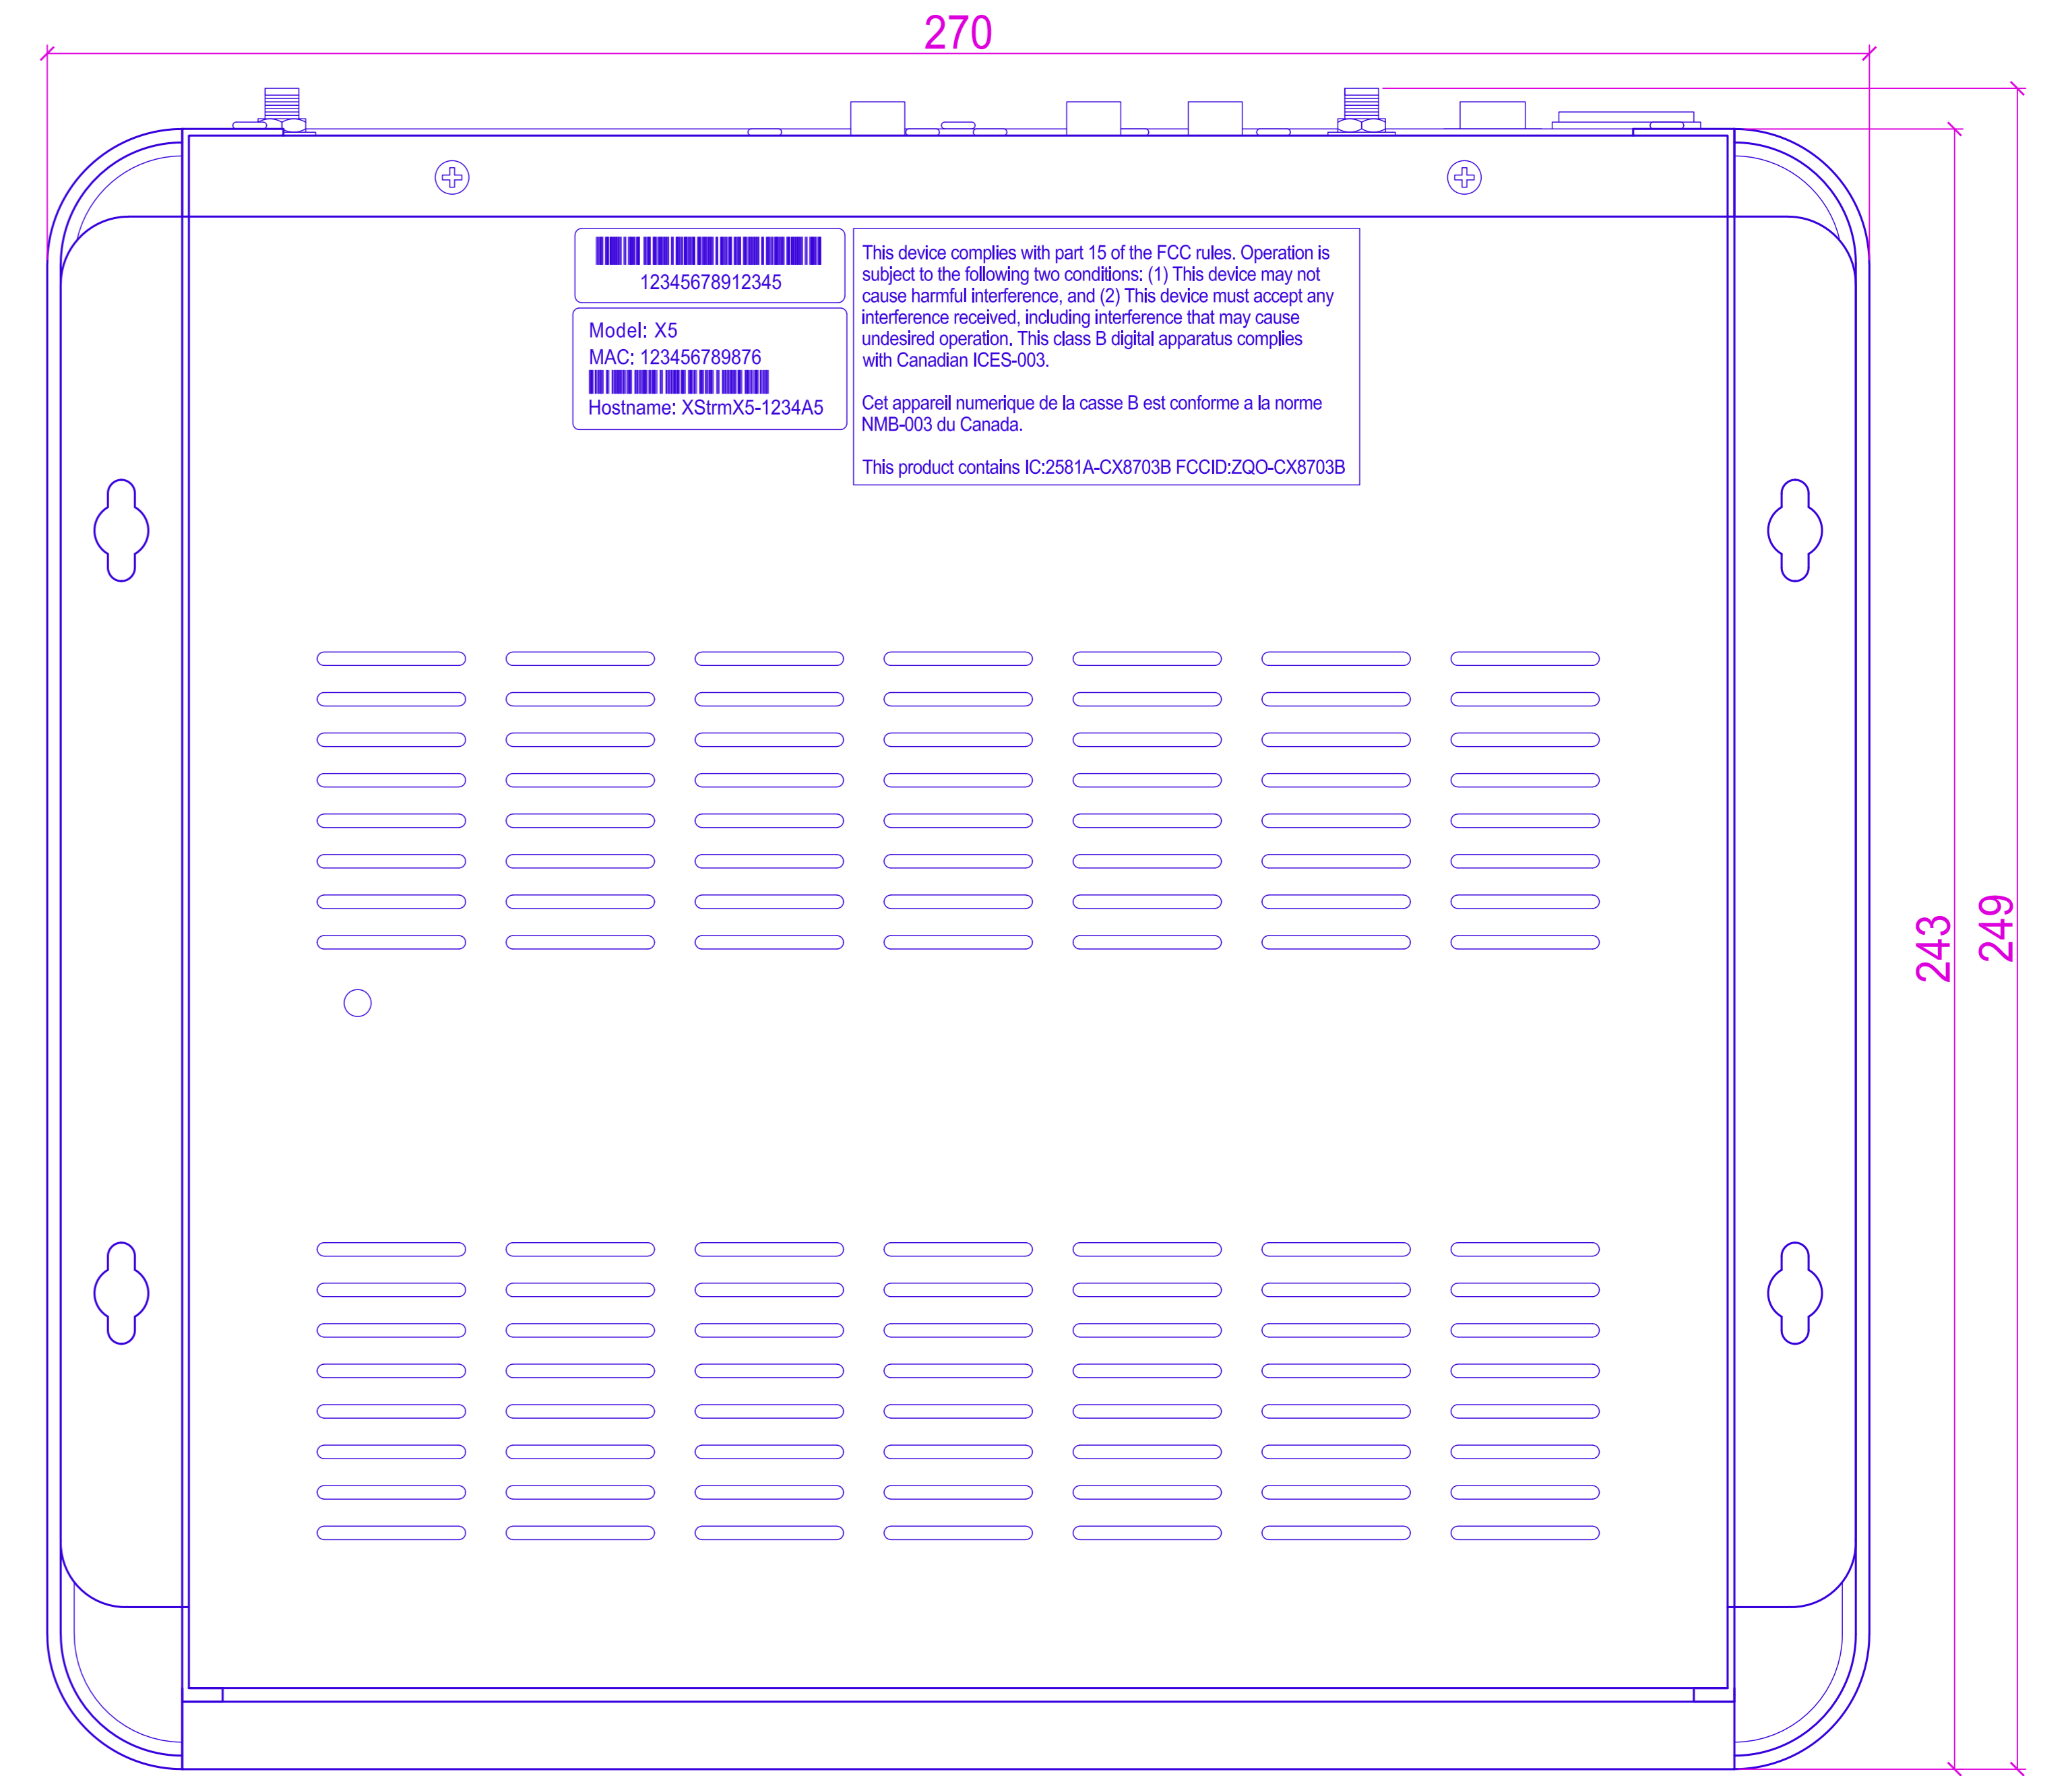 270
12345678912345
Model: X5
MAC: 123456789876
Hostname: XStrmX5-1234A5
This device complies with part 15 of the FCC rules. Operation is
subject to the following two conditions: (1) This device may not
cause harmful interference, and (2) This device must accept any
interference received, including interference that may cause
undesired operation. This class B digital apparatus complies
with Canadian ICES-003.
Cet appareil numerique de la casse B est conforme a la norme
NMB-003 du Canada.
This product contains IC:2581A-CX8703B FCCID:ZQO-CX8703B
243
249